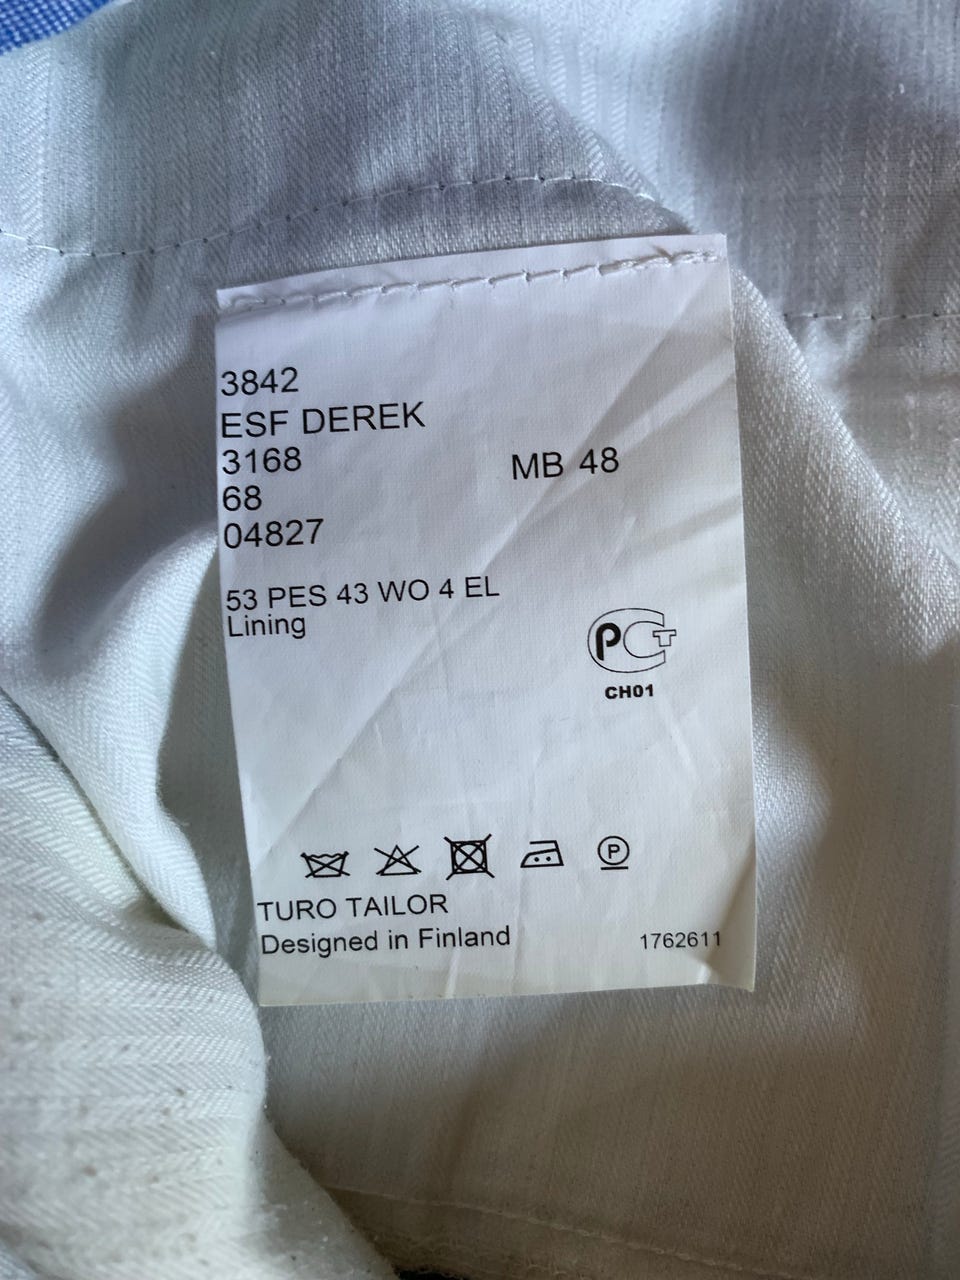 3842
ESF DEREK
3168 MB 48
68
04827
53 PES 43 WO 4 EL
Lining
РСТ
CH01
P
TURO TAILOR
Designed in Finland 1762611